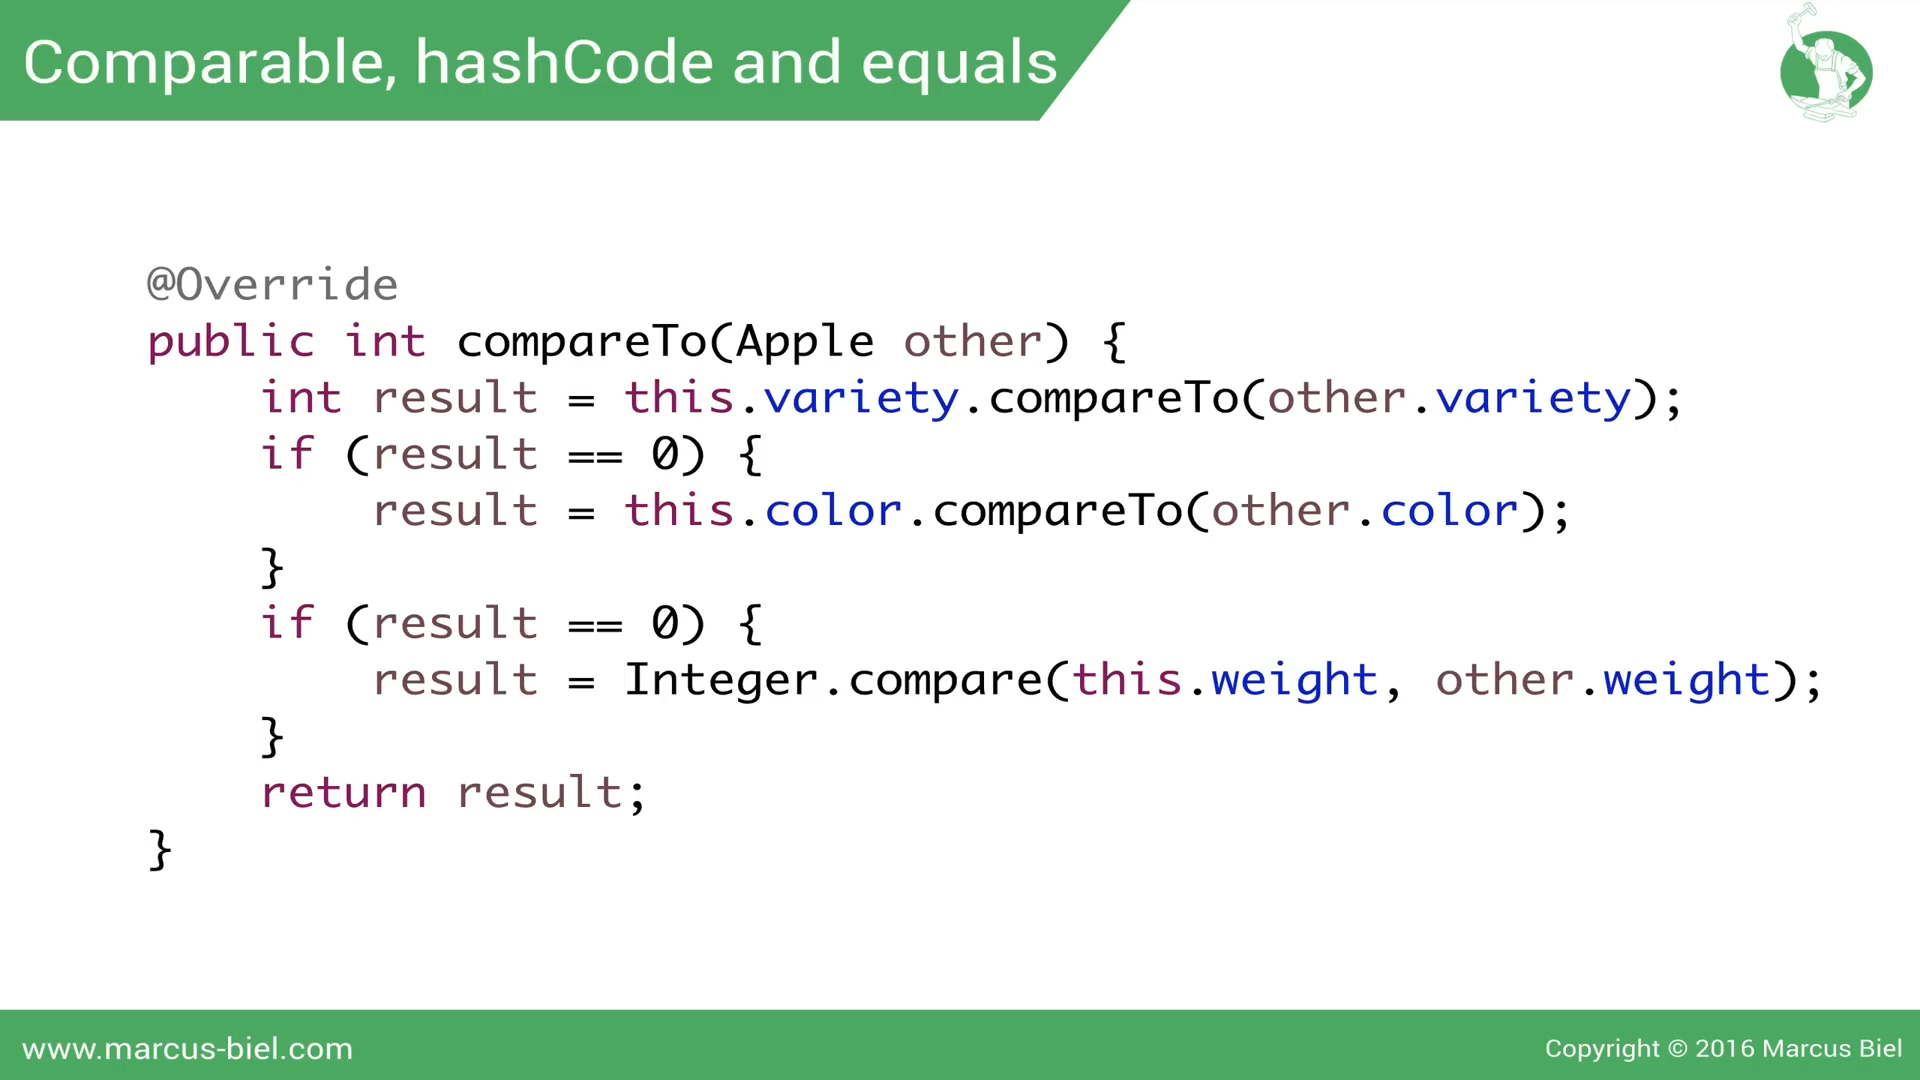 Comparable, hashCode and equals
@Override
public int compareTo(Apple other) {
    int result = this.variety.compareTo(other.variety);
    if (result == 0) {
        result = this.color.compareTo(other.color);
    }
    if (result == 0) {
        result = Integer.compare(this.weight, other.weight);
    }
    return result;
}
www.marcus-biel.com
Copyright © 2016 Marcus Biel